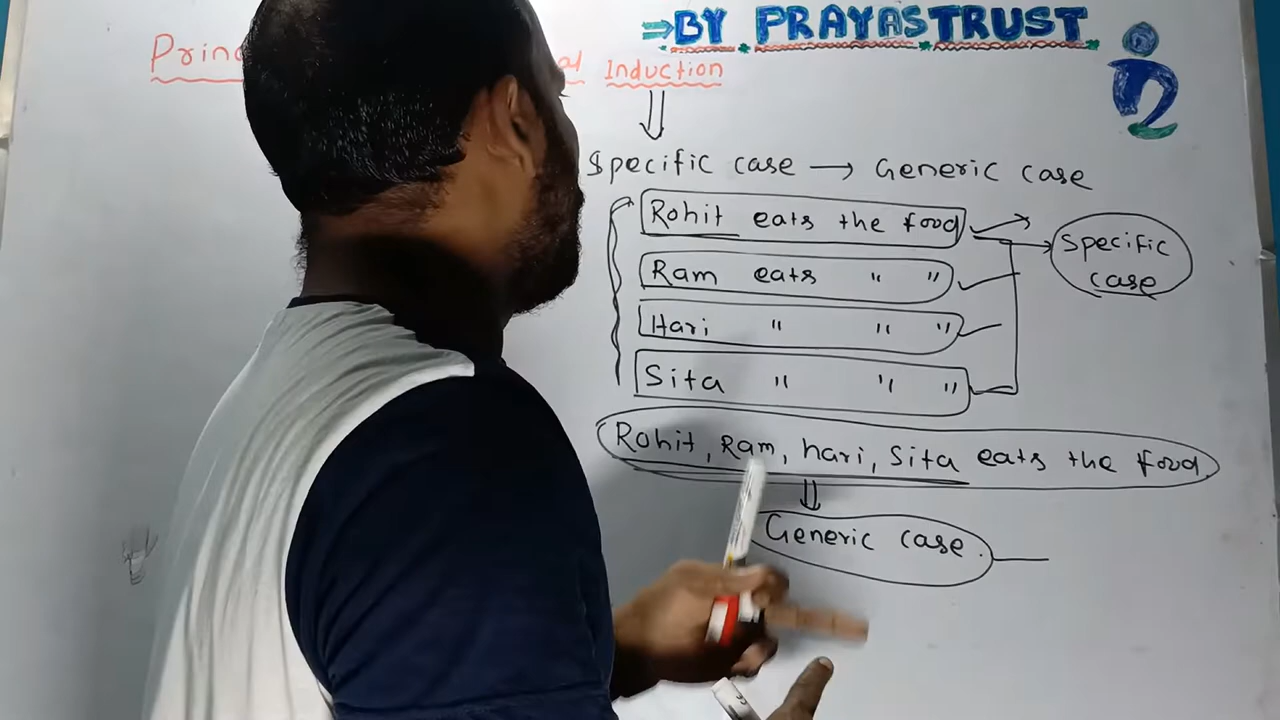 ⇒BY PRAYASTRUST
Induction
Specific case → Generic case
Rohit eats the food
Specific case
Ram eats " "
Hari " " "
Sita " " "
Rohit, Ram, hari, Sita eats the food
Generic case.